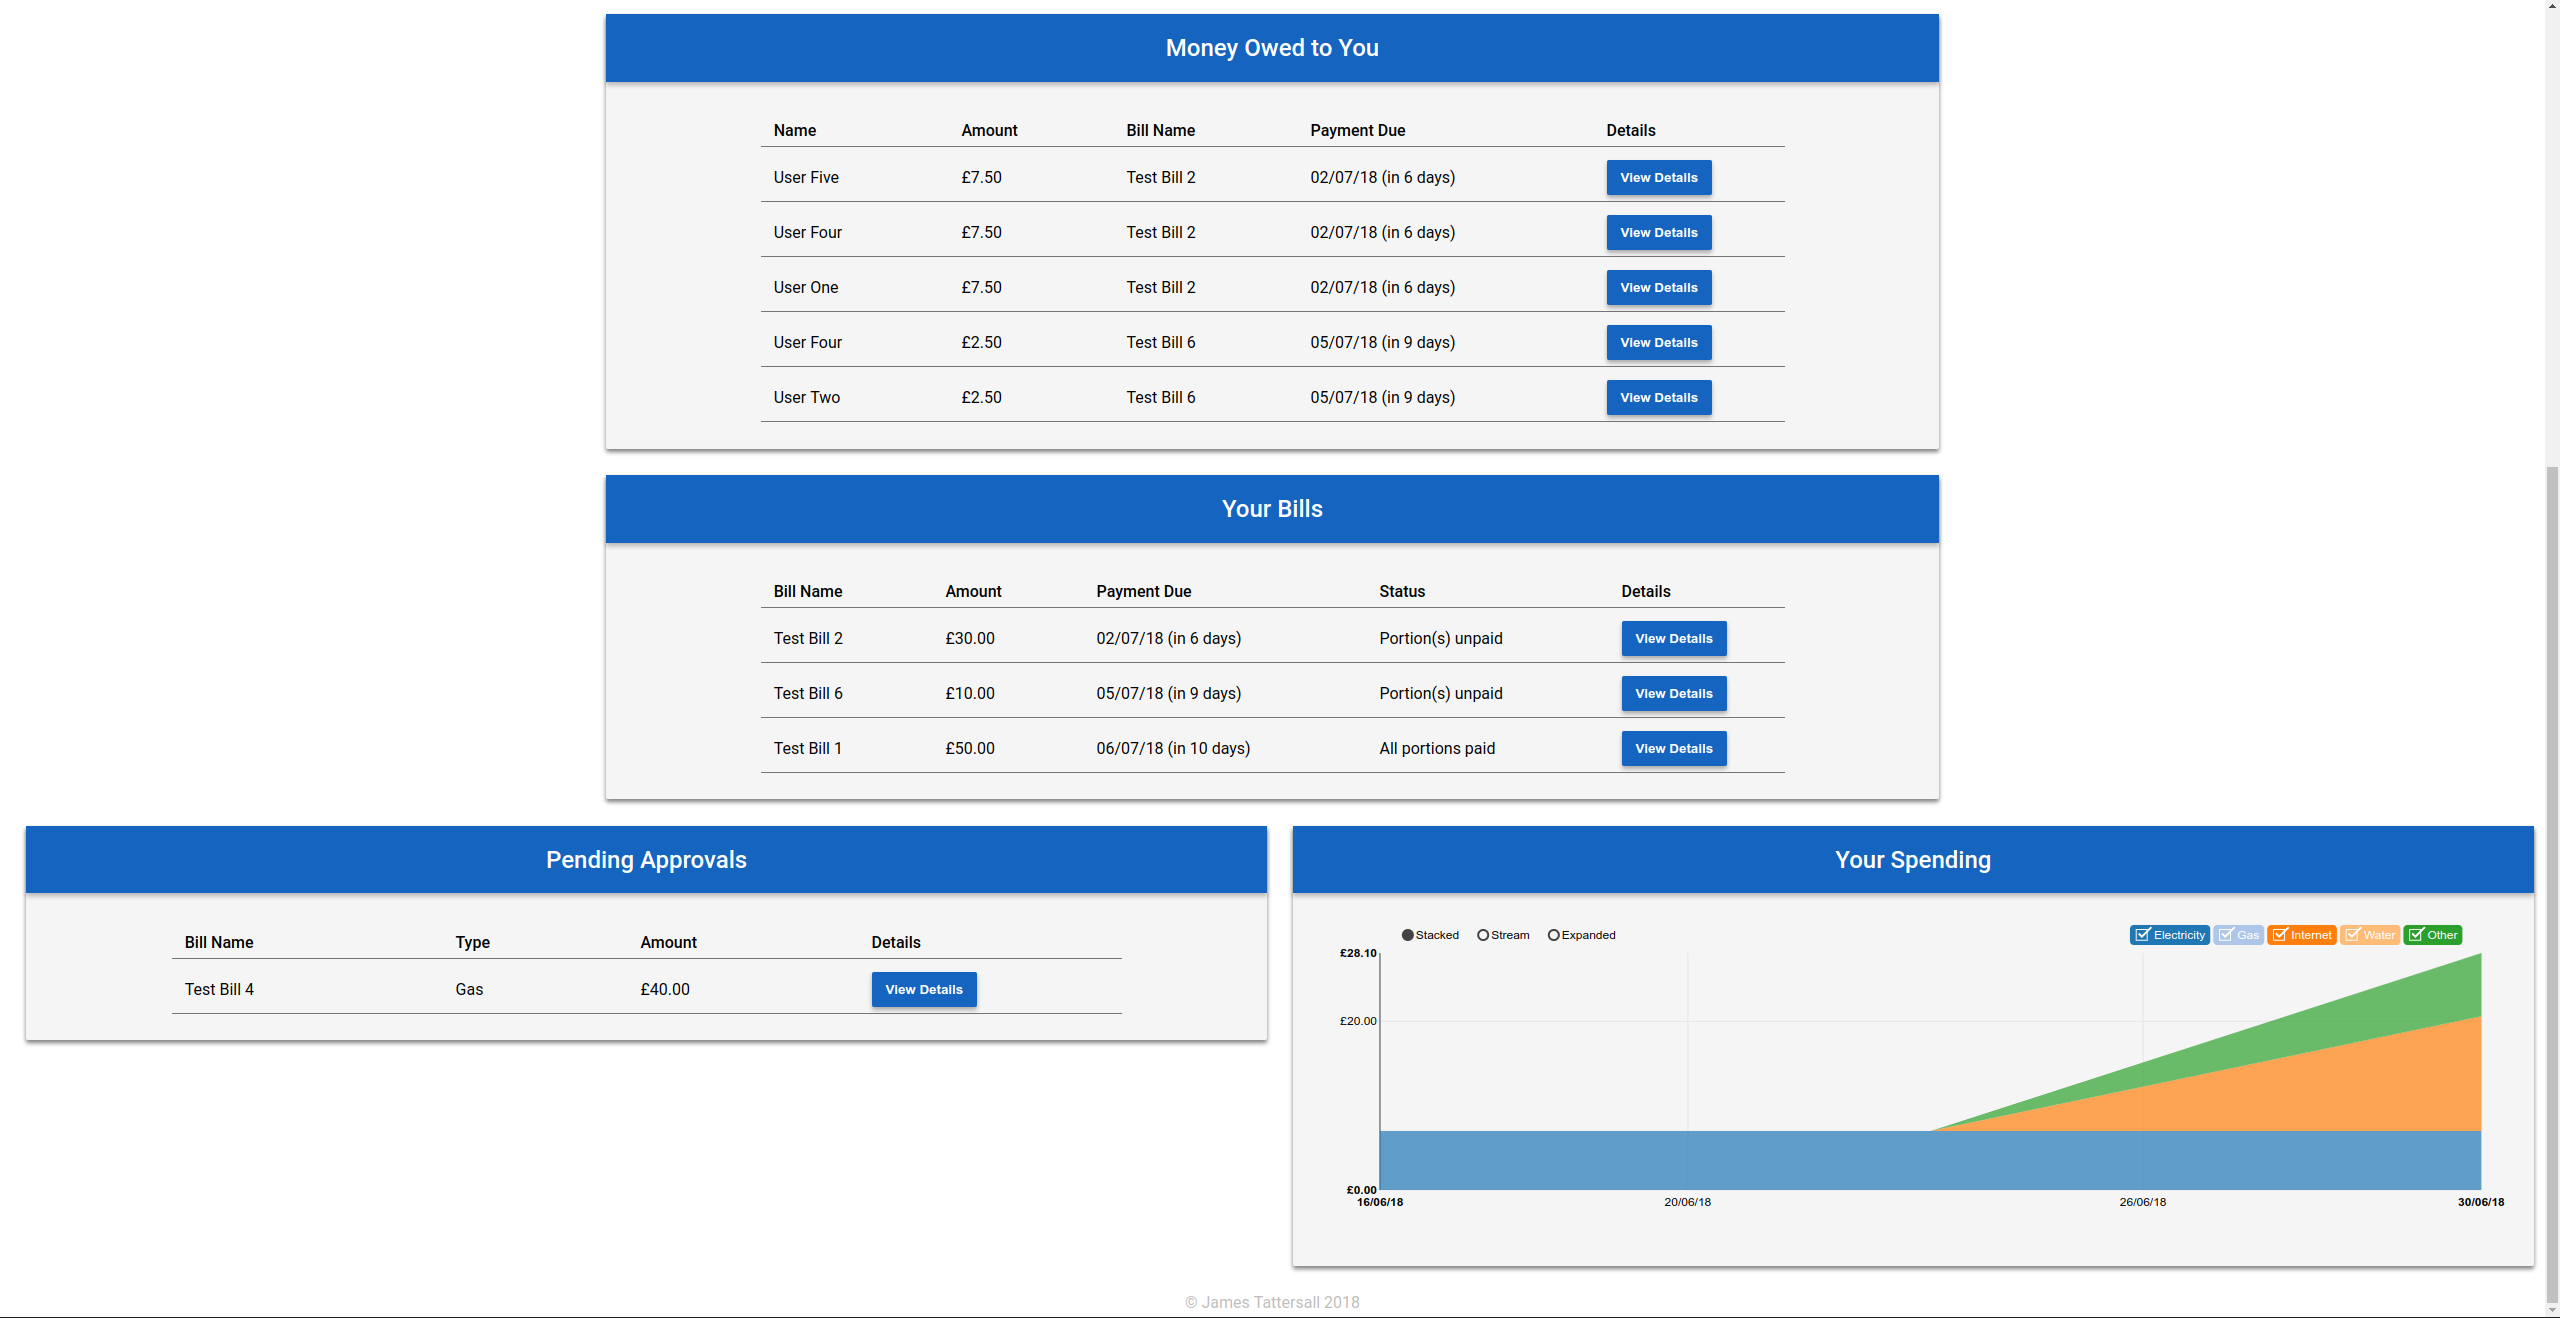 Money Owed to You
Name Amount Bill Name Payment Due Details
User Five £7.50 Test Bill 2 02/07/18 (in 6 days) View Details
User Four £7.50 Test Bill 2 02/07/18 (in 6 days) View Details
User One £7.50 Test Bill 2 02/07/18 (in 6 days) View Details
User Four £2.50 Test Bill 6 05/07/18 (in 9 days) View Details
User Two £2.50 Test Bill 6 05/07/18 (in 9 days) View Details
Your Bills
Bill Name Amount Payment Due Status Details
Test Bill 2 £30.00 02/07/18 (in 6 days) Portion(s) unpaid View Details
Test Bill 6 £10.00 05/07/18 (in 9 days) Portion(s) unpaid View Details
Test Bill 1 £50.00 06/07/18 (in 10 days) All portions paid View Details
Pending Approvals
Bill Name Type Amount Details
Test Bill 4 Gas £40.00 View Details
Your Spending
Stacked Stream Expanded Electricity Gas Internet Water Other
£28.10
£20.00
£0.00
16/06/18 20/06/18 26/06/18 30/06/18
© James Tattersall 2018